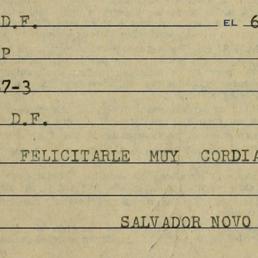 D.F. EL 6
P
7-3
D.F.
FELICITARLE MUY CORDIA
SALVADOR NOVO